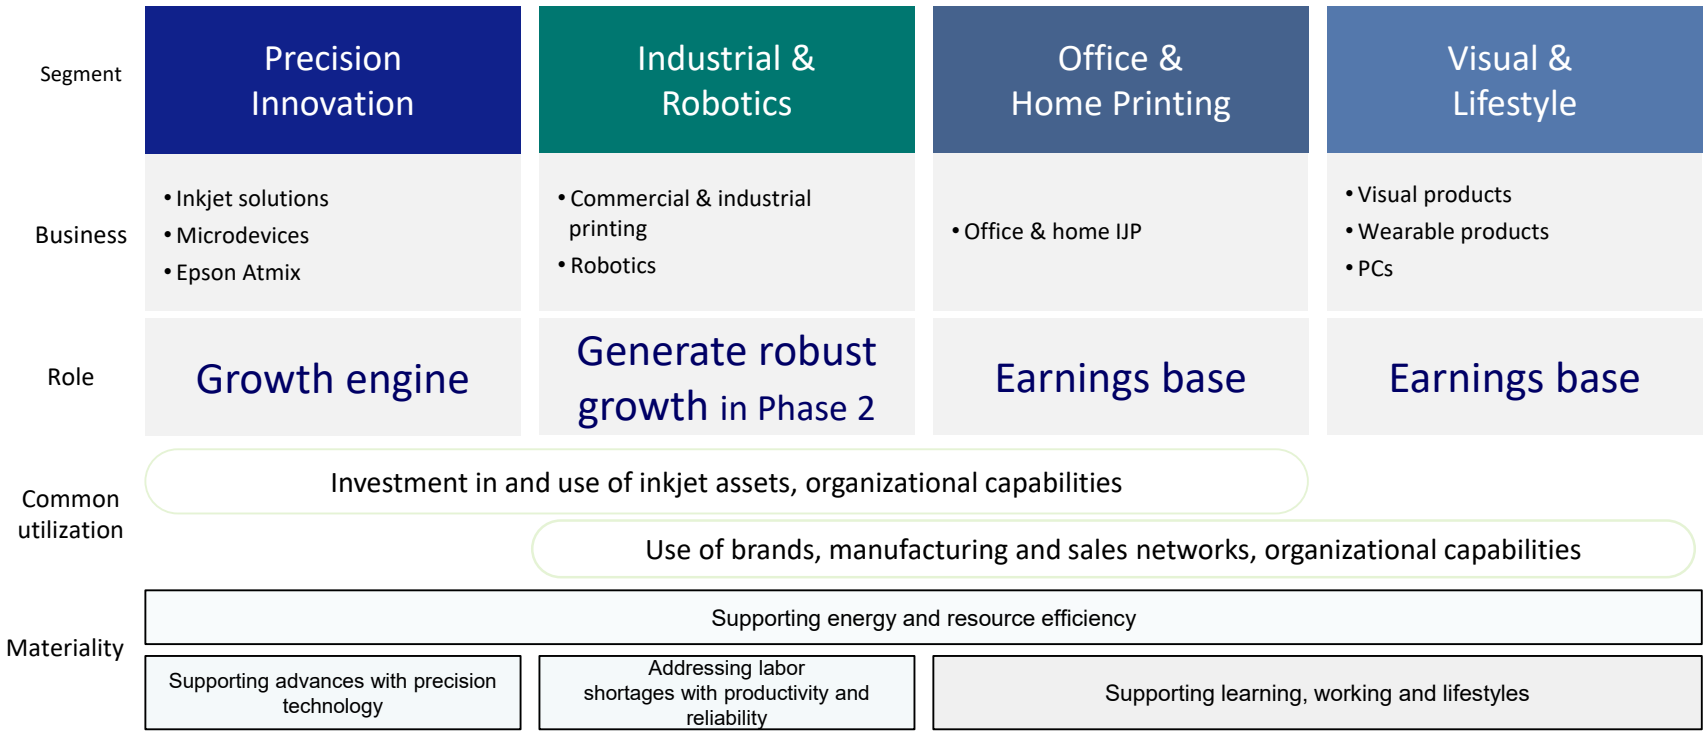 Segment
Precision
Innovation
Industrial &
Robotics
Office &
Home Printing
Visual &
Lifestyle
Business
• Inkjet solutions
• Microdevices
• Epson Atmix
• Commercial & industrial
printing
• Robotics
• Office & home IJP
• Visual products
• Wearable products
• PCs
Role
Growth engine
Generate robust
growth in Phase 2
Earnings base
Earnings base
Common
utilization
Investment in and use of inkjet assets, organizational capabilities
Use of brands, manufacturing and sales networks, organizational capabilities
Materiality
Supporting energy and resource efficiency
Supporting advances with precision
technology
Addressing labor
shortages with productivity and
reliability
Supporting learning, working and lifestyles